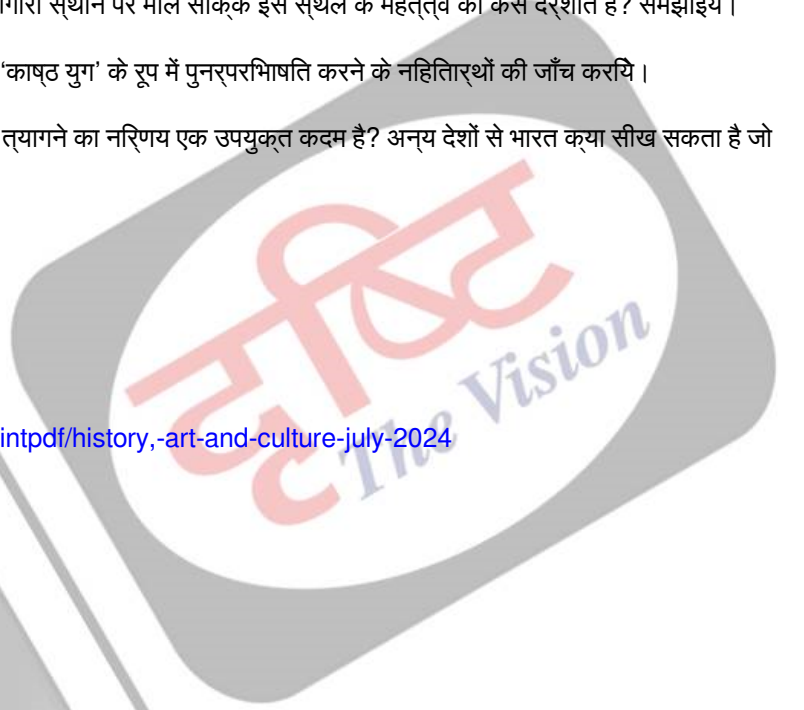 स्थान पर मिले सिक्के इस स्थल के महत्त्व को कैसे दर्शाते हैं? समझाइये।
'काष्ठ युग' के रूप में पुनर्परिभाषित करने के निहितार्थों की जाँच करिये।
त्यागने का निर्णय एक उपयुक्त कदम है? अन्य देशों से भारत क्या सीख सकता है जो
दृष्टि
The Vision
intpdf/history,-art-and-culture-july-2024